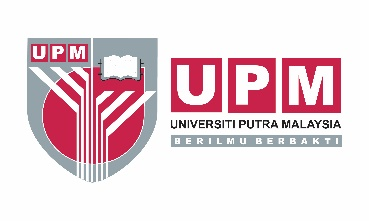 UPM
UPM
UNIVERSITI PUTRA MALAYSIA
BERILMU BERBAKTI